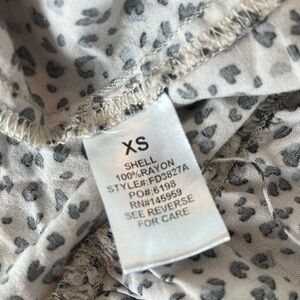 XS
SHELL
100%RAYON
STYLE#:FD3827A
PO#:6198
RN#145959
SEE REVERSE
FOR CARE